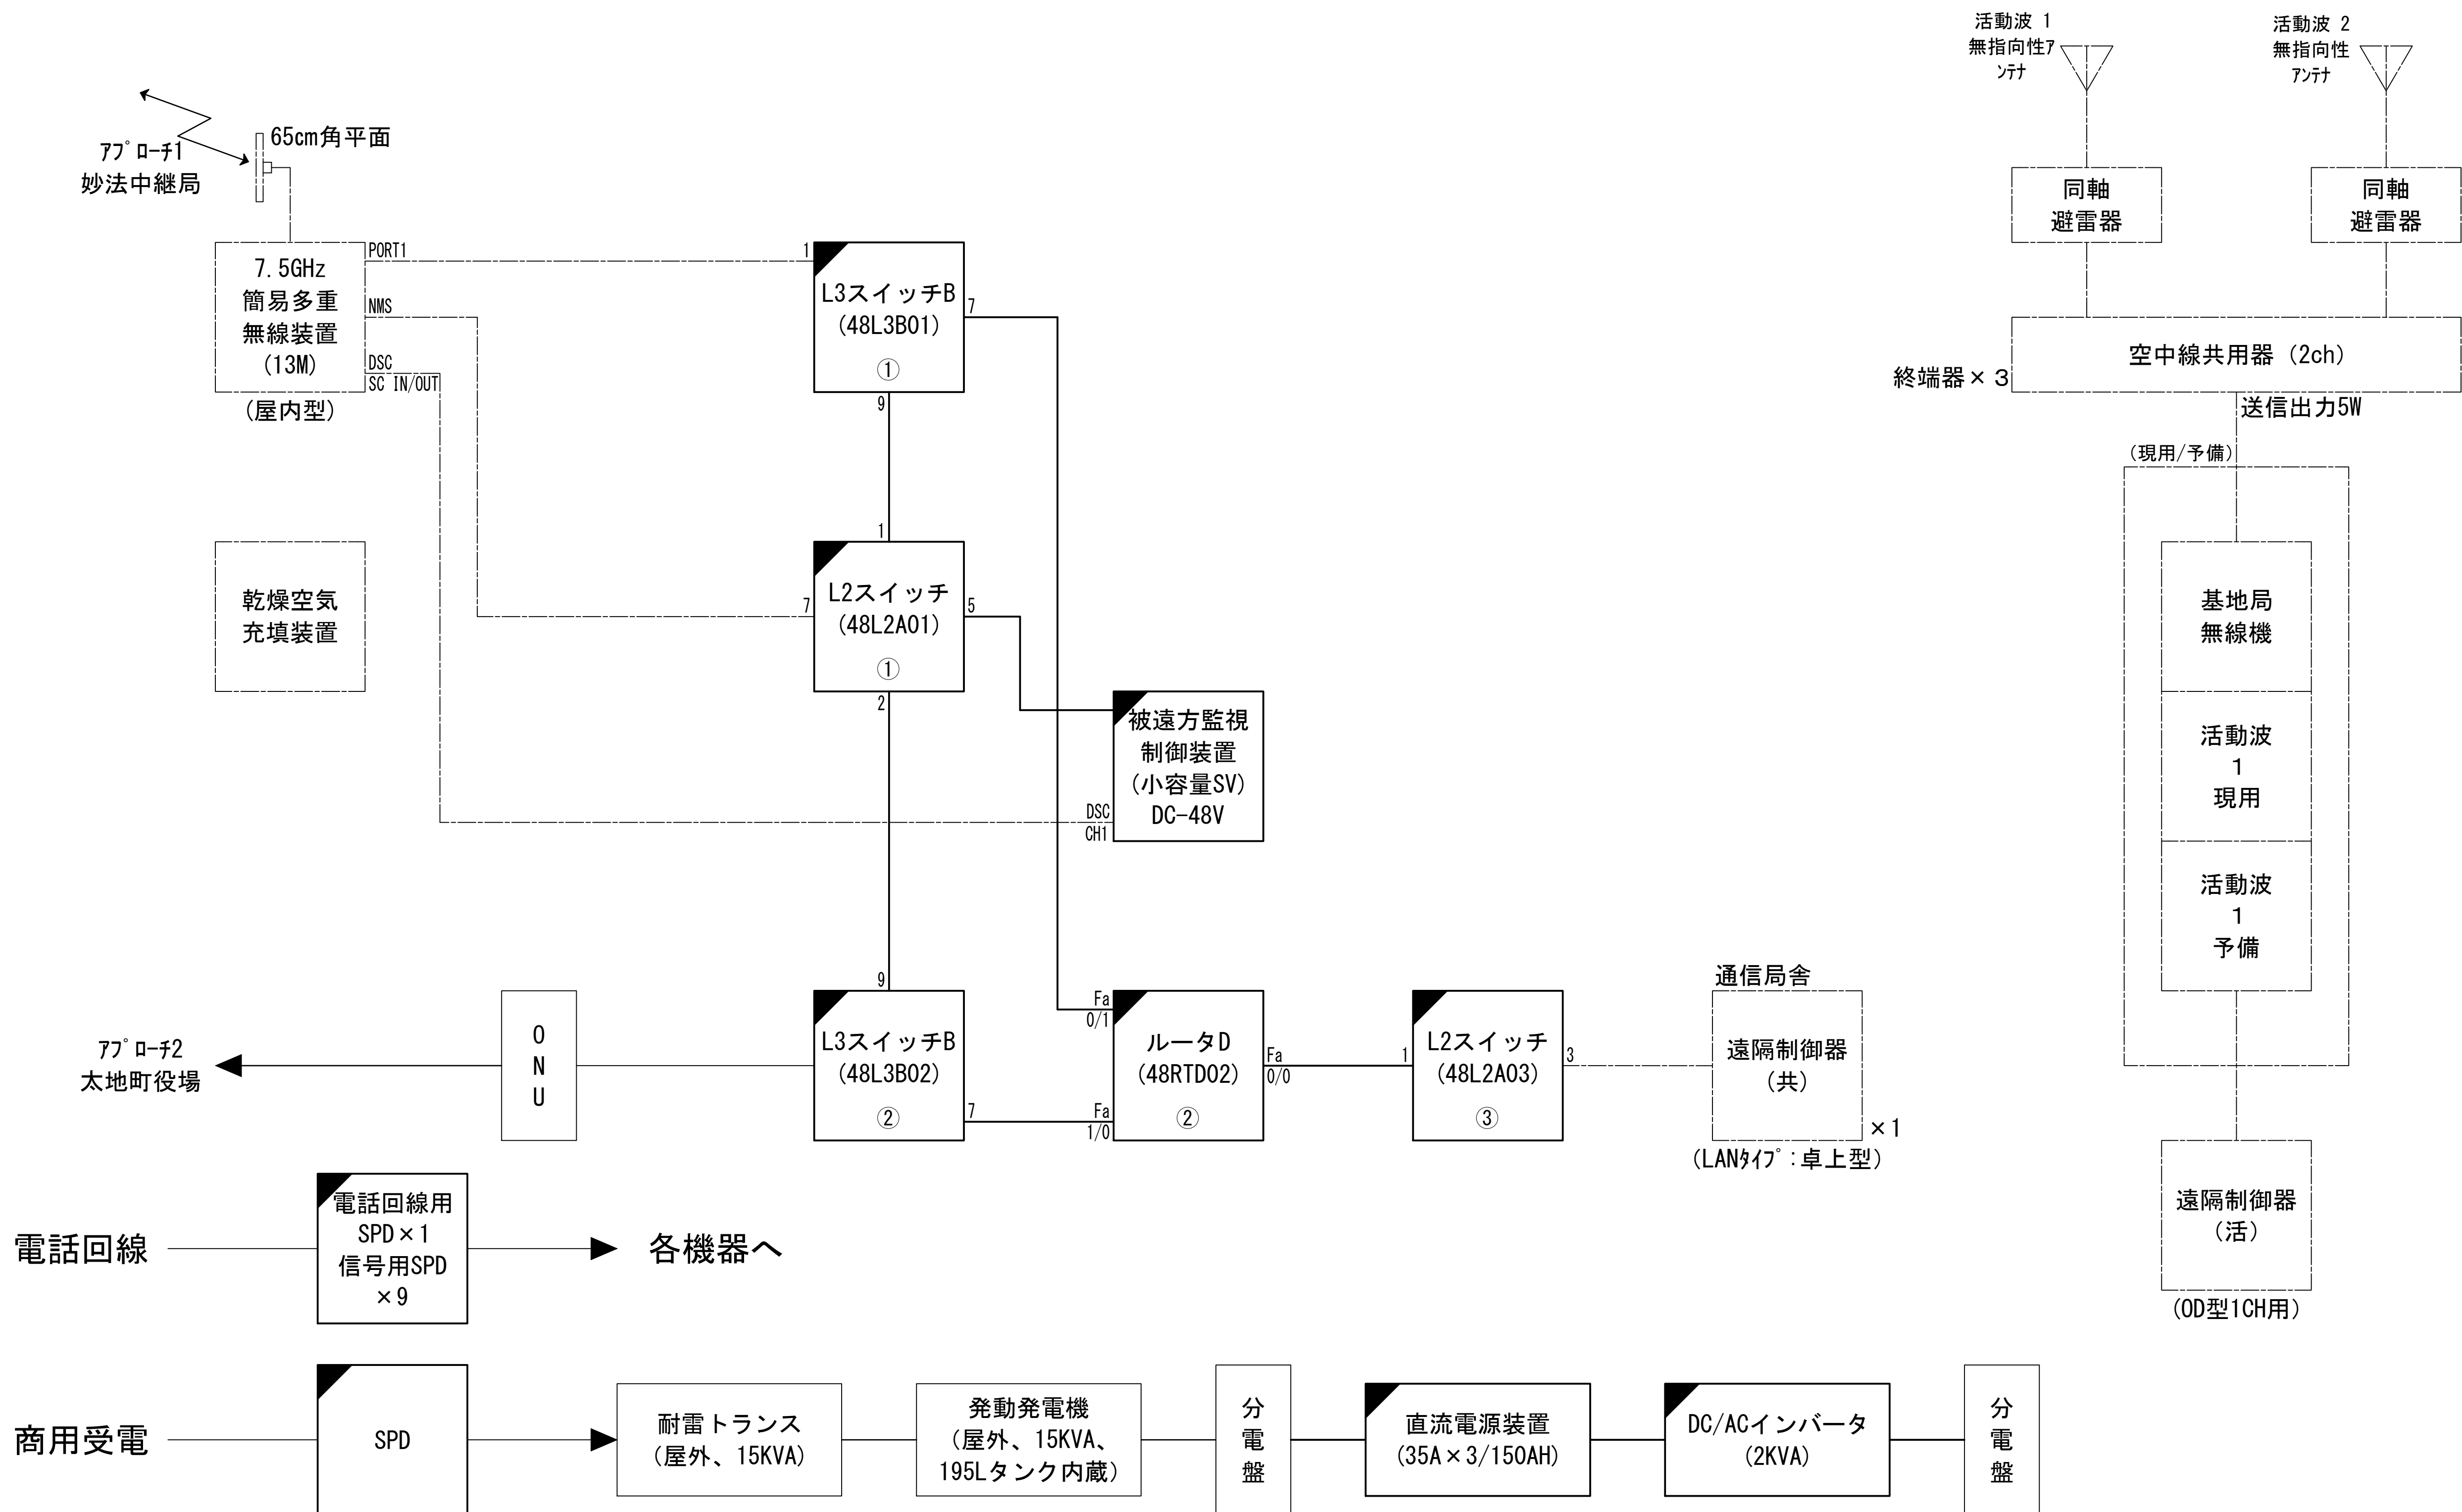 活動波 1
無指向性ｱ
ﾝﾃﾅ
活動波 2
無指向性
ｱﾝﾃﾅ
ｱﾌﾟﾛｰﾁ1
妙法中継局
65cm角平面
同軸
避雷器
同軸
避雷器
7.5GHz
簡易多重
無線装置
(13M)
(屋内型)
PORT1
NMS
DSC
SC IN/OUT
1
L3スイッチB
(48L3B01)
①
7
9
空中線共用器（2ch）
終端器×３
送信出力5W
(現用/予備)
乾燥空気
充填装置
1
7
L2スイッチ
(48L2A01)
①
5
2
基地局
無線機
活動波
１
現用
活動波
１
予備
被遠方監視
制御装置
(小容量SV)
DC-48V
DSC
CH1
ｱﾌﾟﾛｰﾁ2
太地町役場
O
N
U
9
L3スイッチB
(48L3B02)
②
7
Fa
0/1
Fa
1/0
ルータD
(48RTD02)
②
Fa
0/0
1
L2スイッチ
(48L2A03)
③
3
通信局舎
遠隔制御器
(共)
×1
(LANﾀｲﾌﾟ:卓上型)
遠隔制御器
(活)
(OD型1CH用)
電話回線
電話回線用
SPD×1
信号用SPD
×9
各機器へ
商用受電
SPD
耐雷トランス
(屋外、15KVA)
発動発電機
(屋外、15KVA、
195Lタンク内蔵)
分
電
盤
直流電源装置
(35A×3/150AH)
DC/ACインバータ
(2KVA)
分
電
盤